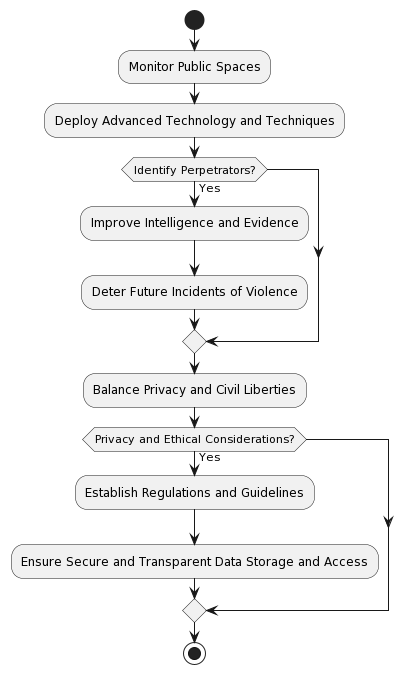 Monitor Public Spaces
Deploy Advanced Technology and Techniques
Identify Perpetrators?
Yes
Improve Intelligence and Evidence
Deter Future Incidents of Violence
Balance Privacy and Civil Liberties
Privacy and Ethical Considerations?
Yes
Establish Regulations and Guidelines
Ensure Secure and Transparent Data Storage and Access